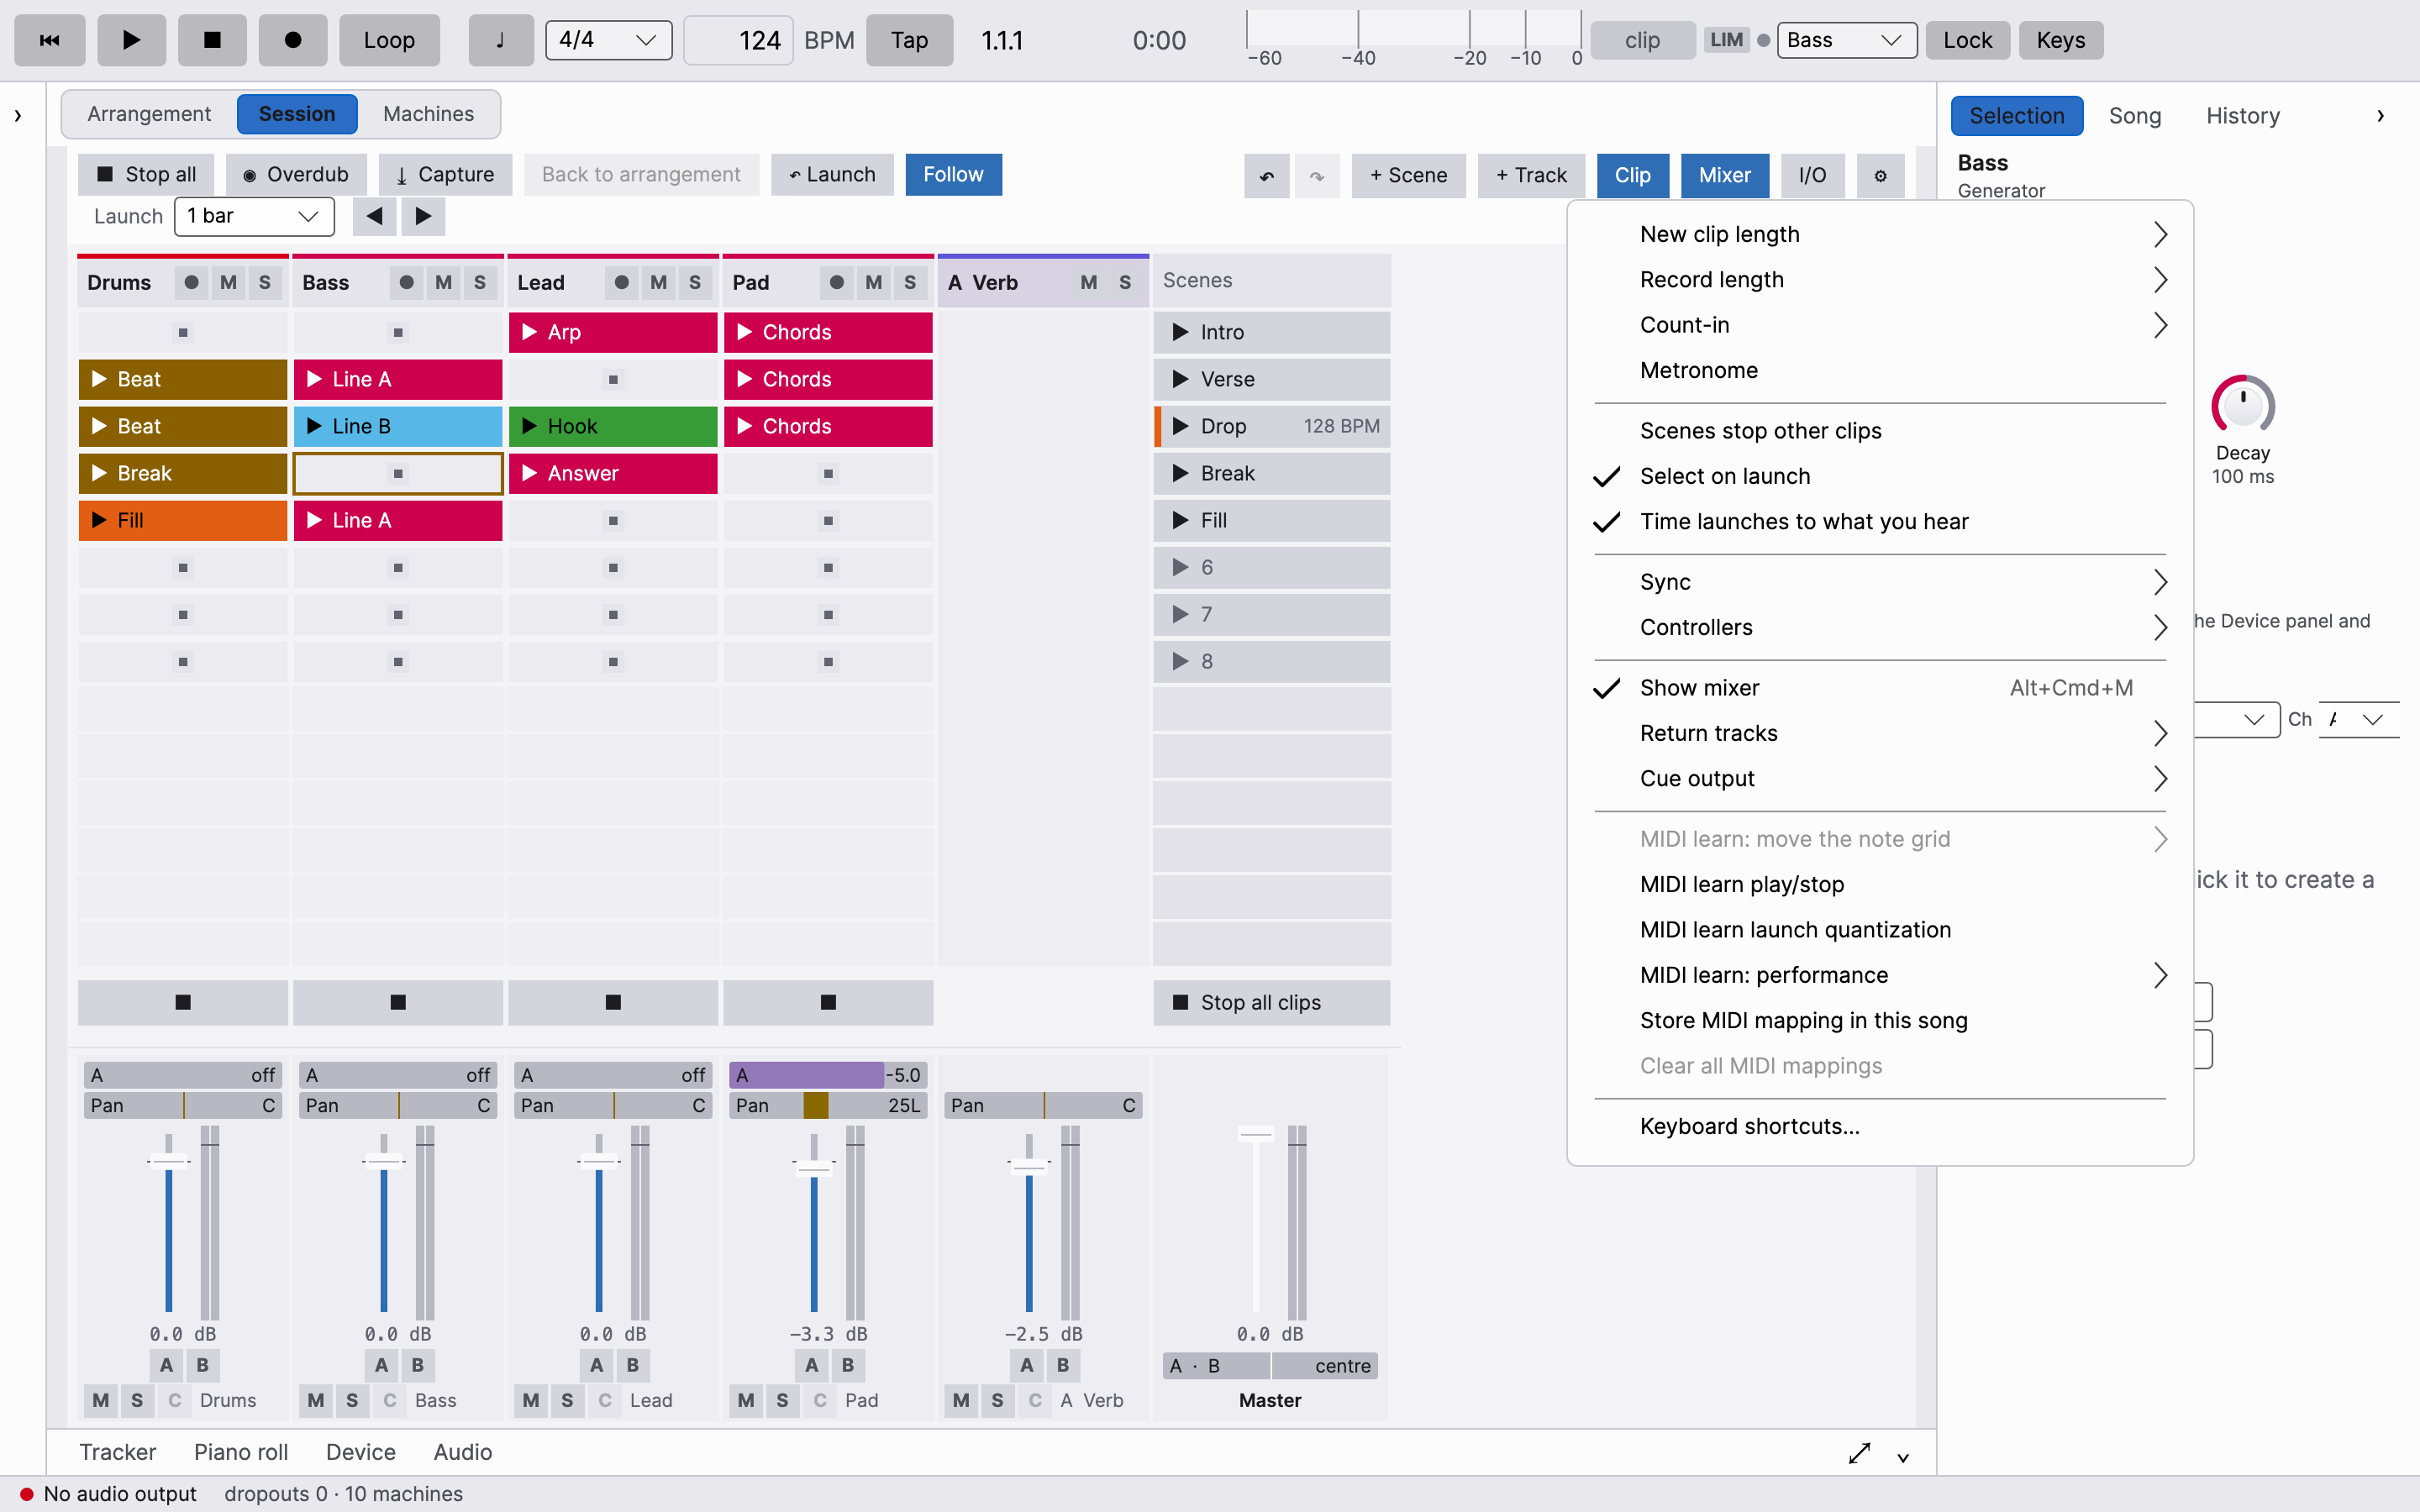 Loop
4/4
124 BPM
Tap
1.1.1
0:00
−60 −40 −20 −10 0
clip
LIM
Bass
Lock
Keys
Arrangement Session Machines
Selection Song History
Stop all
Overdub
Capture
Back to arrangement
Launch
Follow
+ Scene
+ Track
Clip
Mixer
I/O
Bass
Generator
Launch 1 bar
Drums M S
Bass M S
Lead M S
Pad M S
A Verb M S
Scenes
Arp Chords Intro
Beat Line A Chords Verse
Beat Line B Hook Chords Drop 128 BPM
Break Answer Break
Fill Line A Fill
6
7
8
Stop all clips
New clip length
Record length
Count-in
Metronome
Scenes stop other clips
Select on launch
Time launches to what you hear
Sync
Controllers
Show mixer Alt+Cmd+M
Return tracks
Cue output
MIDI learn: move the note grid
MIDI learn play/stop
MIDI learn launch quantization
MIDI learn: performance
Store MIDI mapping in this song
Clear all MIDI mappings
Keyboard shortcuts...
Decay
100 ms
he Device panel and
Ch
ick it to create a
A off A off A off A -5.0
Pan C Pan C Pan C Pan 25L Pan C
0.0 dB 0.0 dB 0.0 dB −3.3 dB −2.5 dB 0.0 dB
A B A B A B A B A B A · B centre
M S C Drums M S C Bass M S C Lead M S C Pad M S C A Verb Master
Tracker Piano roll Device Audio
No audio output dropouts 0 · 10 machines